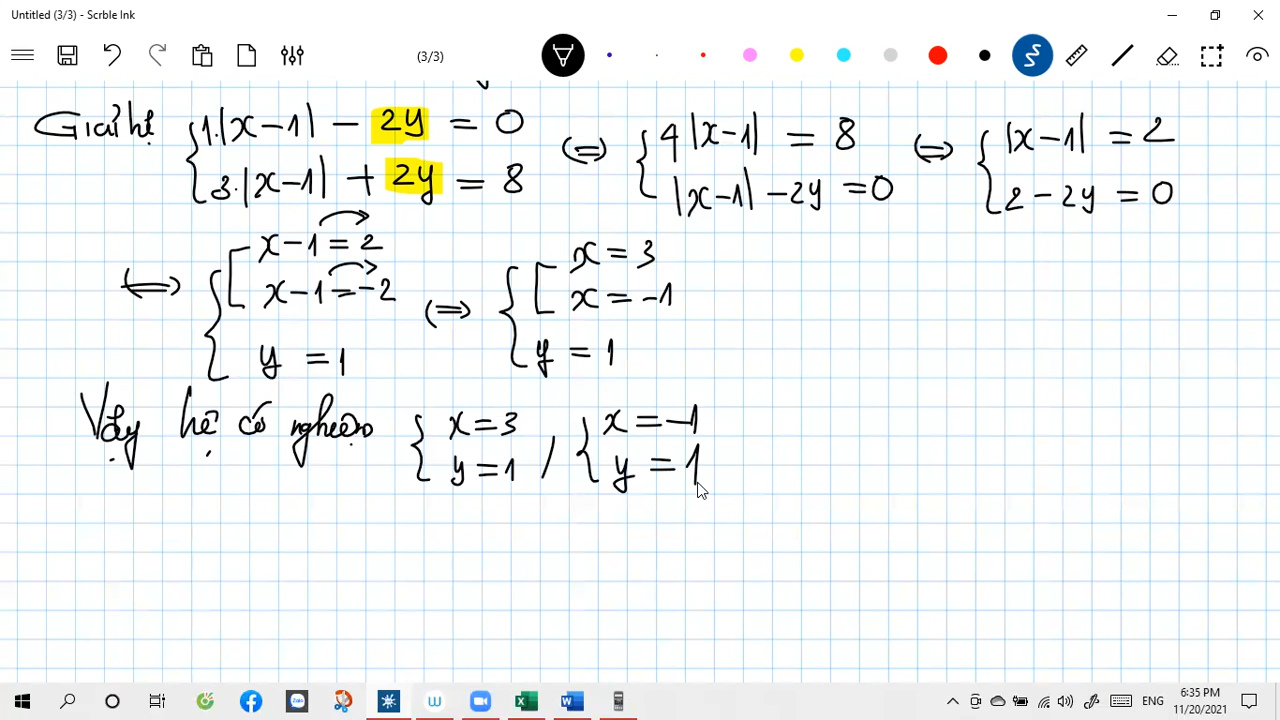 Untitled (3/3) - Scrble Ink
(3/3)
Giải hệ { 1.|x-1| - 2y = 0 ⇔ { 4|x-1| = 8 ⇔ { |x-1| = 2
3.|x-1| + 2y = 8 |x-1| - 2y = 0 2 - 2y = 0
⇔ { [ x-1 = 2 ⇔ { [ x = 3
x-1 = -2 x = -1
y = 1 y = 1
Vậy hệ có nghiệm { x = 3 / { x = -1
y = 1 y = 1
Zalo
W
X
W
ENG
6:35 PM
11/20/2021